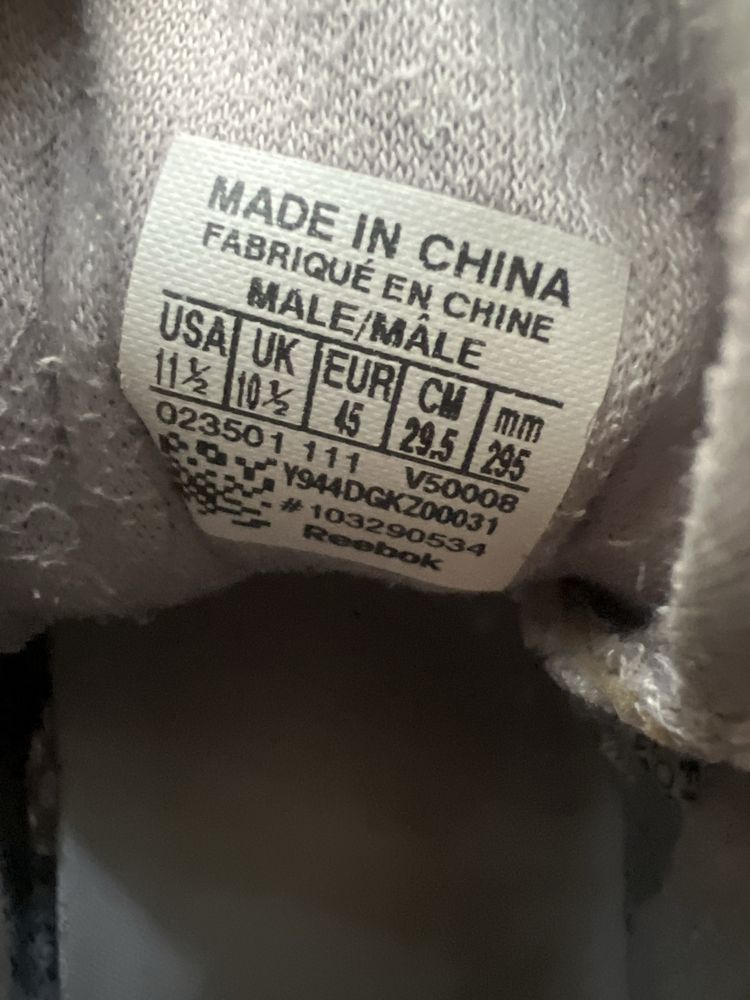 MADE IN CHINA
FABRIQUÉ EN CHINE
MALE/MÂLE
USA UK EUR CM mm
11½ 10½ 45 29.5 295
023501 111 V50008
Y944DGKZ00031
#103290534
Reebok